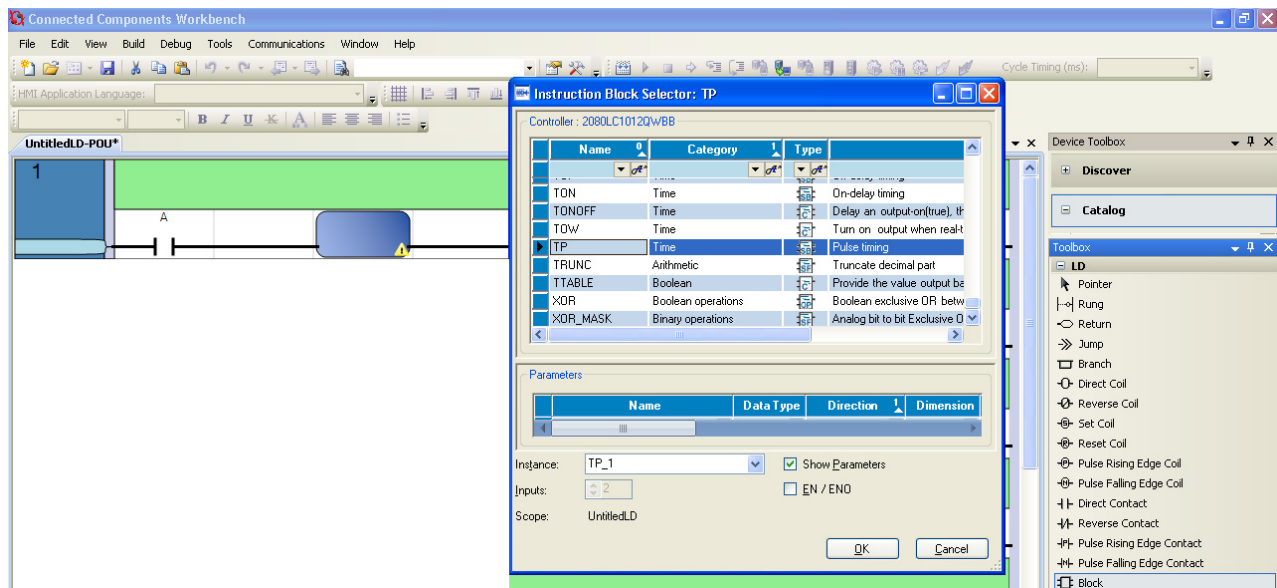 Connected Components Workbench
File Edit View Build Debug Tools Communications Window Help
Cycle Timing (ms):
HMI Application Language:
B I U K A
UntitledLD-POU*
1
A
Instruction Block Selector: TP
Controller : 2080LC1012QWBB
Name 0 Category 1 Type
TON Time On-delay timing
TONOFF Time Delay an output-on(true), th
TOW Time Turn on output when real-t
TP Time Pulse timing
TRUNC Arithmetic Truncate decimal part
TTABLE Boolean Provide the value output ba
XOR Boolean operations Boolean exclusive OR betw
XOR_MASK Binary operations Analog bit to bit Exclusive O
Parameters
Name Data Type Direction 1 Dimension
Instance: TP_1 Show Parameters
Inputs: 2 EN / ENO
Scope: UntitledLD
OK Cancel
Device Toolbox
Discover
Catalog
Toolbox
LD
Pointer
Rung
Return
Jump
Branch
Direct Coil
Reverse Coil
Set Coil
Reset Coil
Pulse Rising Edge Coil
Pulse Falling Edge Coil
Direct Contact
Reverse Contact
Pulse Rising Edge Contact
Pulse Falling Edge Contact
Block